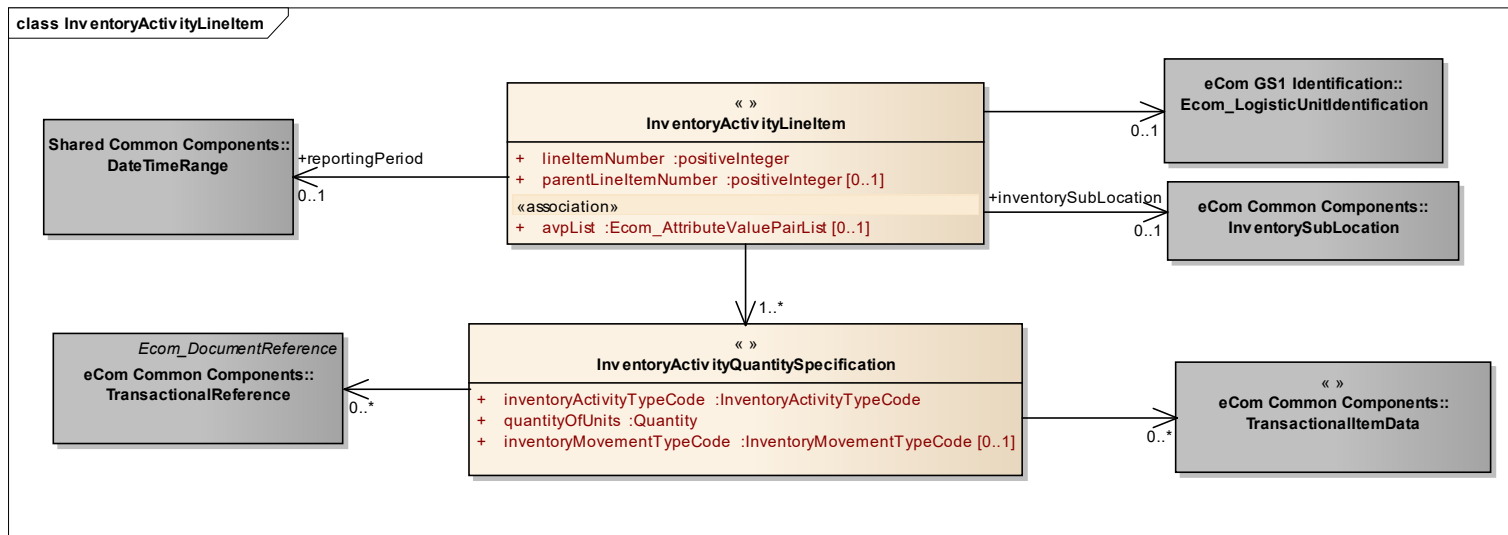 class InventoryActivityLineItem
Shared Common Components::
DateTimeRange
+reportingPeriod
0..1
« »
InventoryActivityLineItem
+ lineItemNumber :positiveInteger
+ parentLineItemNumber :positiveInteger [0..1]
«association»
+ avpList :Ecom_AttributeValuePairList [0..1]
eCom GS1 Identification::
Ecom_LogisticUnitIdentification
0..1
+inventorySubLocation
0..1
eCom Common Components::
InventorySubLocation
1..*
Ecom_DocumentReference
eCom Common Components::
TransactionalReference
0..*
« »
InventoryActivityQuantitySpecification
+ inventoryActivityTypeCode :InventoryActivityTypeCode
+ quantityOfUnits :Quantity
+ inventoryMovementTypeCode :InventoryMovementTypeCode [0..1]
0..*
« »
eCom Common Components::
TransactionalItemData